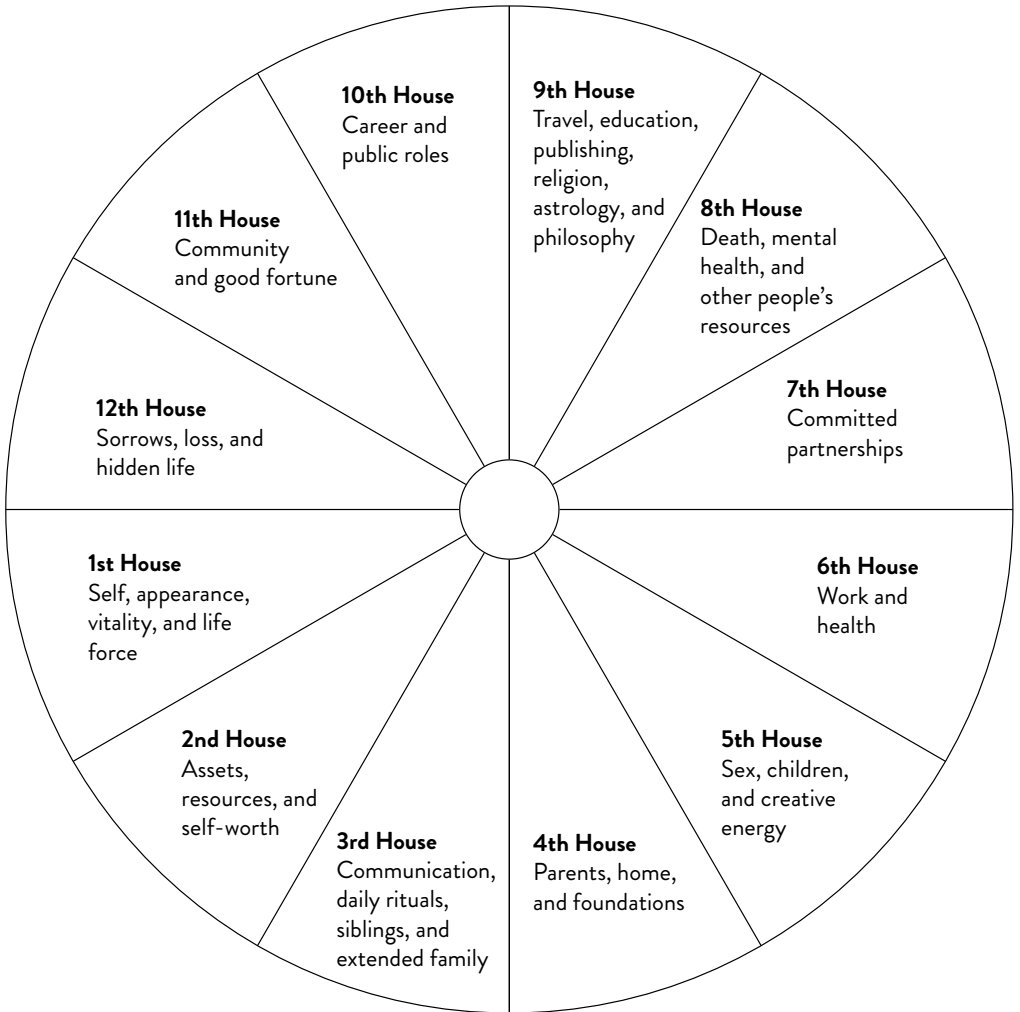 10th House
Career and
public roles
9th House
Travel, education,
publishing,
religion,
astrology, and
philosophy
11th House
Community
and good fortune
8th House
Death, mental
health, and
other people’s
resources
12th House
Sorrows, loss, and
hidden life
7th House
Committed
partnerships
1st House
Self, appearance,
vitality, and life
force
6th House
Work and
health
2nd House
Assets,
resources, and
self-worth
5th House
Sex, children,
and creative
energy
3rd House
Communication,
daily rituals,
siblings, and
extended family
4th House
Parents, home,
and foundations